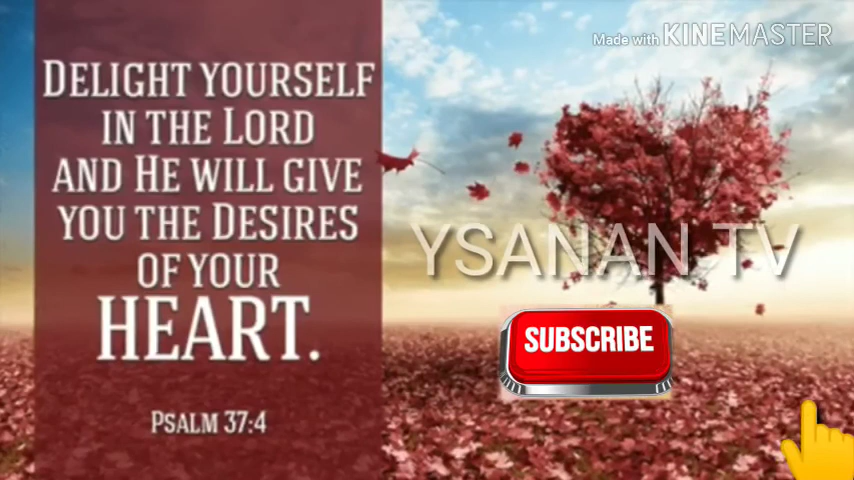 Made with KINEMASTER
DELIGHT YOURSELF
IN THE LORD
AND HE WILL GIVE
YOU THE DESIRES
OF YOUR
HEART.
PSALM 37:4
YSANAN TV
SUBSCRIBE